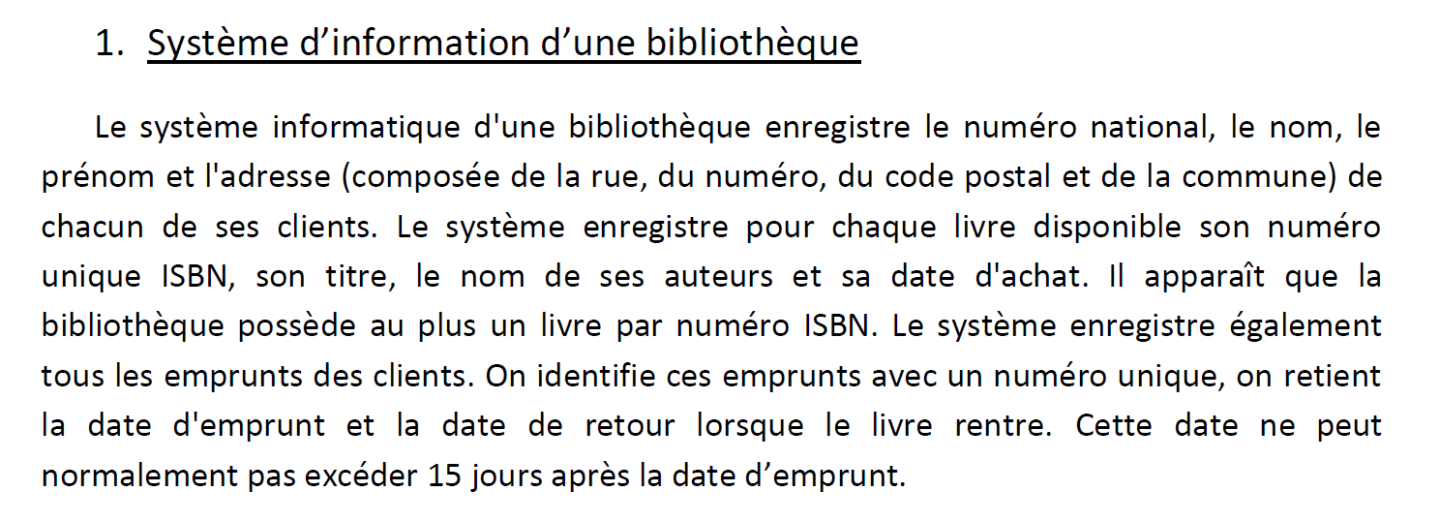 1. Système d’information d’une bibliothèque
Le système informatique d'une bibliothèque enregistre le numéro national, le nom, le
prénom et l'adresse (composée de la rue, du numéro, du code postal et de la commune) de
chacun de ses clients. Le système enregistre pour chaque livre disponible son numéro
unique ISBN, son titre, le nom de ses auteurs et sa date d'achat. Il apparaît que la
bibliothèque possède au plus un livre par numéro ISBN. Le système enregistre également
tous les emprunts des clients. On identifie ces emprunts avec un numéro unique, on retient
la date d'emprunt et la date de retour lorsque le livre rentre. Cette date ne peut
normalement pas excéder 15 jours après la date d’emprunt.